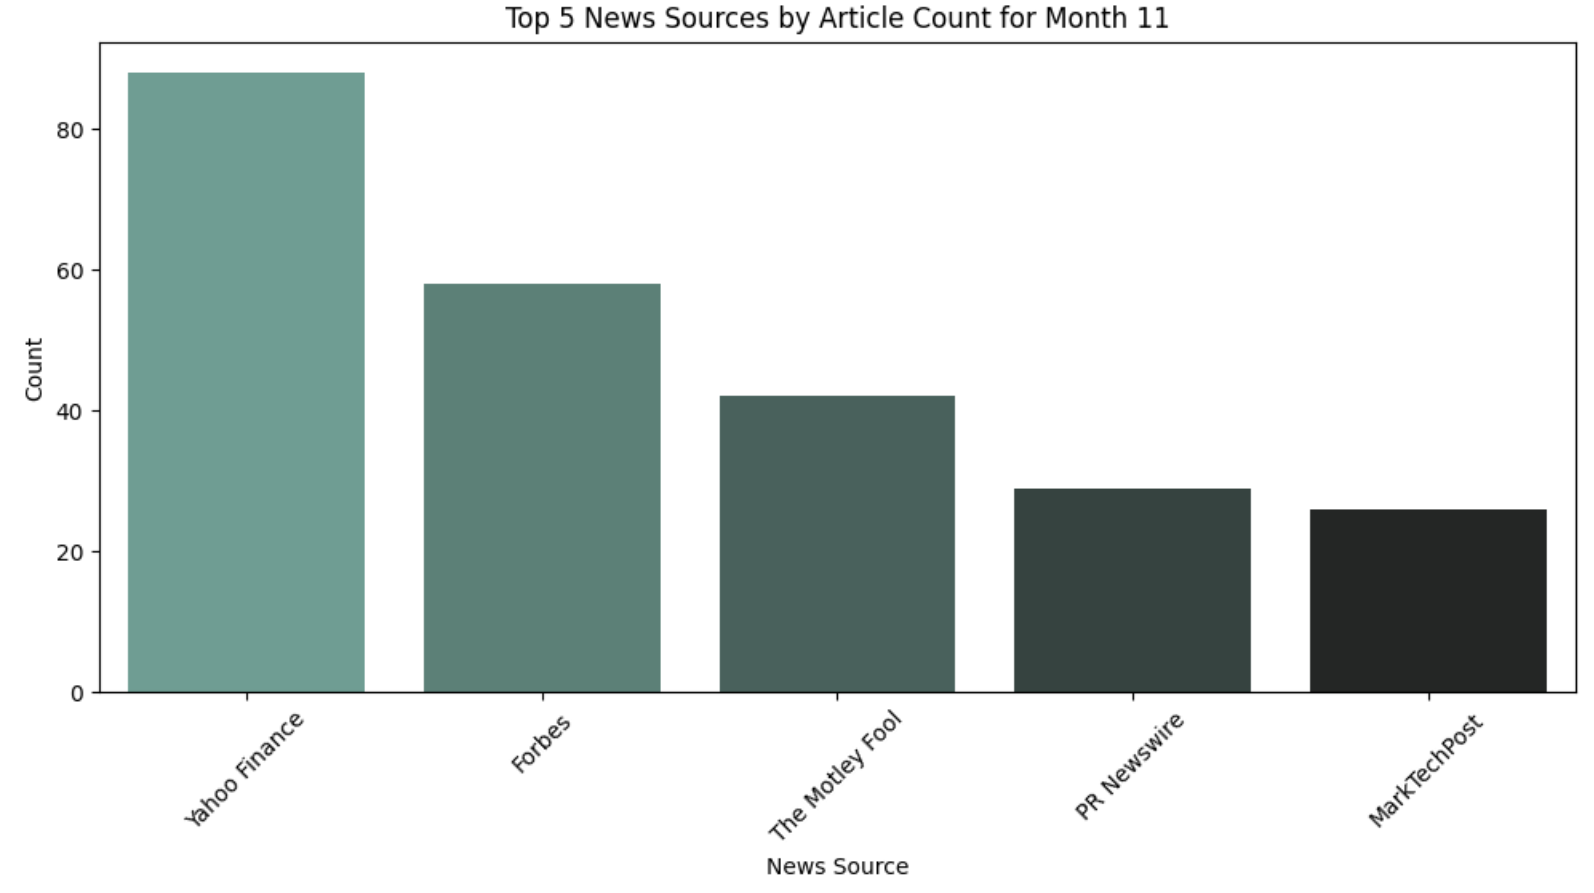 Top 5 News Sources by Article Count for Month 11
80
60
40
20
0
Count
Yahoo Finance
Forbes
The Motley Fool
PR Newswire
MarkTechPost
News Source